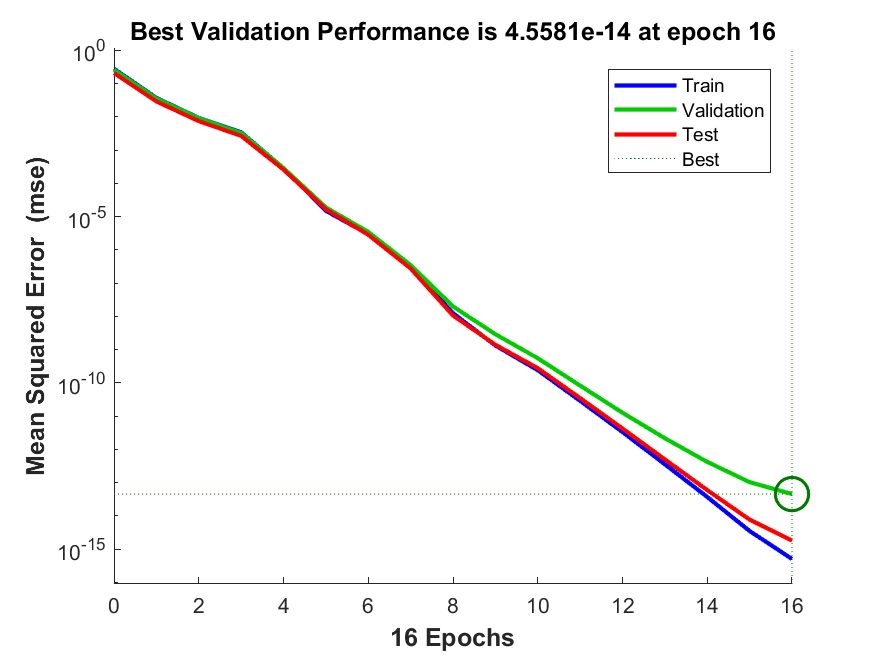 Best Validation Performance is 4.5581e-14 at epoch 16
Mean Squared Error  (mse)
10^0
10^-5
10^-10
10^-15
Train
Validation
Test
Best
0 2 4 6 8 10 12 14 16
16 Epochs